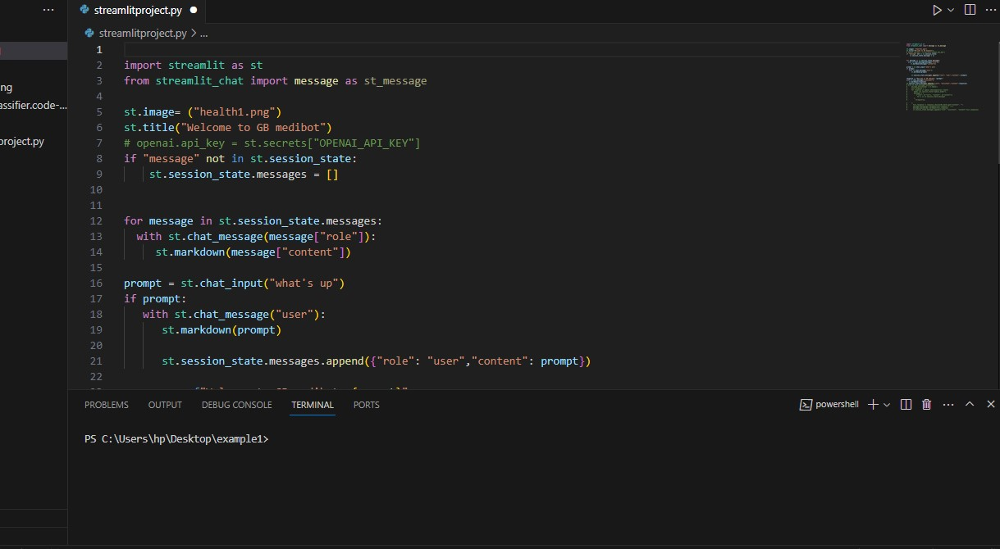 streamlitproject.py
streamlitproject.py > ...
ng
assifier.code-...
project.py
1
2 import streamlit as st
3 from streamlit_chat import message as st_message
4
5 st.image= ("health1.png")
6 st.title("Welcome to GB medibot")
7 # openai.api_key = st.secrets["OPENAI_API_KEY"]
8 if "message" not in st.session_state:
9 st.session_state.messages = []
10
11
12 for message in st.session_state.messages:
13 with st.chat_message(message["role"]):
14 st.markdown(message["content"])
15
16 prompt = st.chat_input("what's up")
17 if prompt:
18 with st.chat_message("user"):
19 st.markdown(prompt)
20
21 st.session_state.messages.append({"role": "user","content": prompt})
22
PROBLEMS OUTPUT DEBUG CONSOLE TERMINAL PORTS
powershell
PS C:\Users\hp\Desktop\example1>